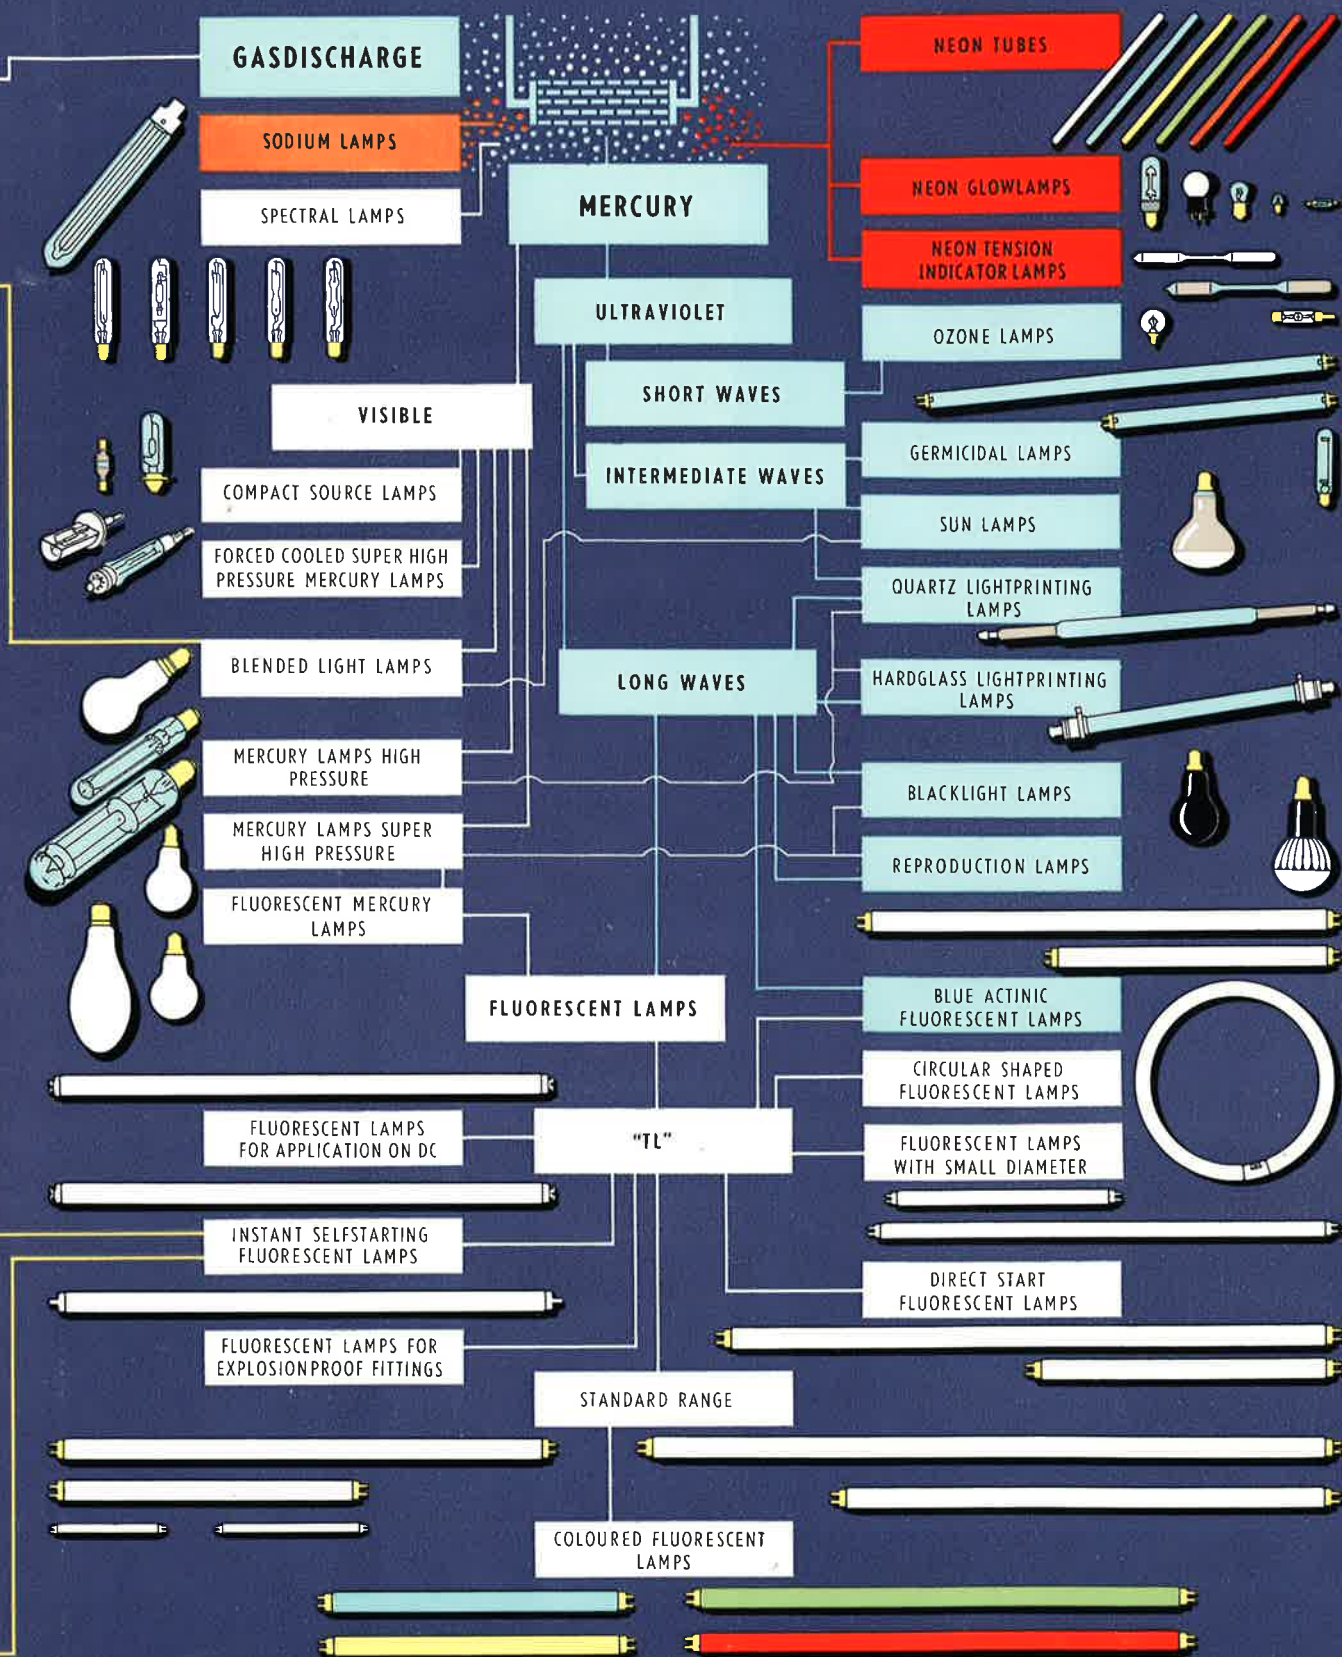 GASDISCHARGE
SODIUM LAMPS
SPECTRAL LAMPS
MERCURY
NEON TUBES
NEON GLOWLAMPS
NEON TENSION
INDICATOR LAMPS
ULTRAVIOLET
OZONE LAMPS
SHORT WAVES
VISIBLE
INTERMEDIATE WAVES
GERMICIDAL LAMPS
COMPACT SOURCE LAMPS
SUN LAMPS
FORCED COOLED SUPER HIGH
PRESSURE MERCURY LAMPS
QUARTZ LIGHTPRINTING
LAMPS
BLENDED LIGHT LAMPS
LONG WAVES
HARDGLASS LIGHTPRINTING
LAMPS
MERCURY LAMPS HIGH
PRESSURE
BLACKLIGHT LAMPS
MERCURY LAMPS SUPER
HIGH PRESSURE
REPRODUCTION LAMPS
FLUORESCENT MERCURY
LAMPS
FLUORESCENT LAMPS
BLUE ACTINIC
FLUORESCENT LAMPS
CIRCULAR SHAPED
FLUORESCENT LAMPS
FLUORESCENT LAMPS
FOR APPLICATION ON DC
"TL"
FLUORESCENT LAMPS
WITH SMALL DIAMETER
INSTANT SELFSTARTING
FLUORESCENT LAMPS
DIRECT START
FLUORESCENT LAMPS
FLUORESCENT LAMPS FOR
EXPLOSIONPROOF FITTINGS
STANDARD RANGE
COLOURED FLUORESCENT
LAMPS